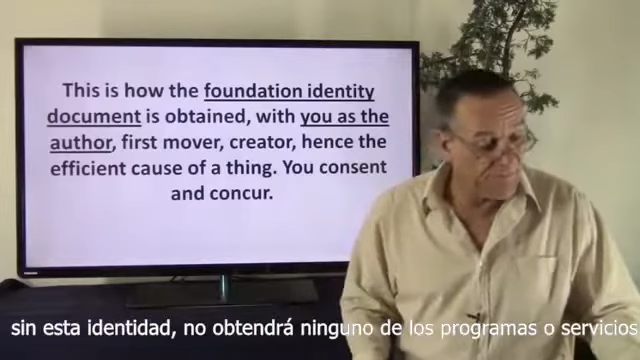 This is how the foundation identity
document is obtained, with you as the
author, first mover, creator, hence the
efficient cause of a thing. You consent
and concur.
sin esta identidad, no obtendrá ninguno de los programas o servicios